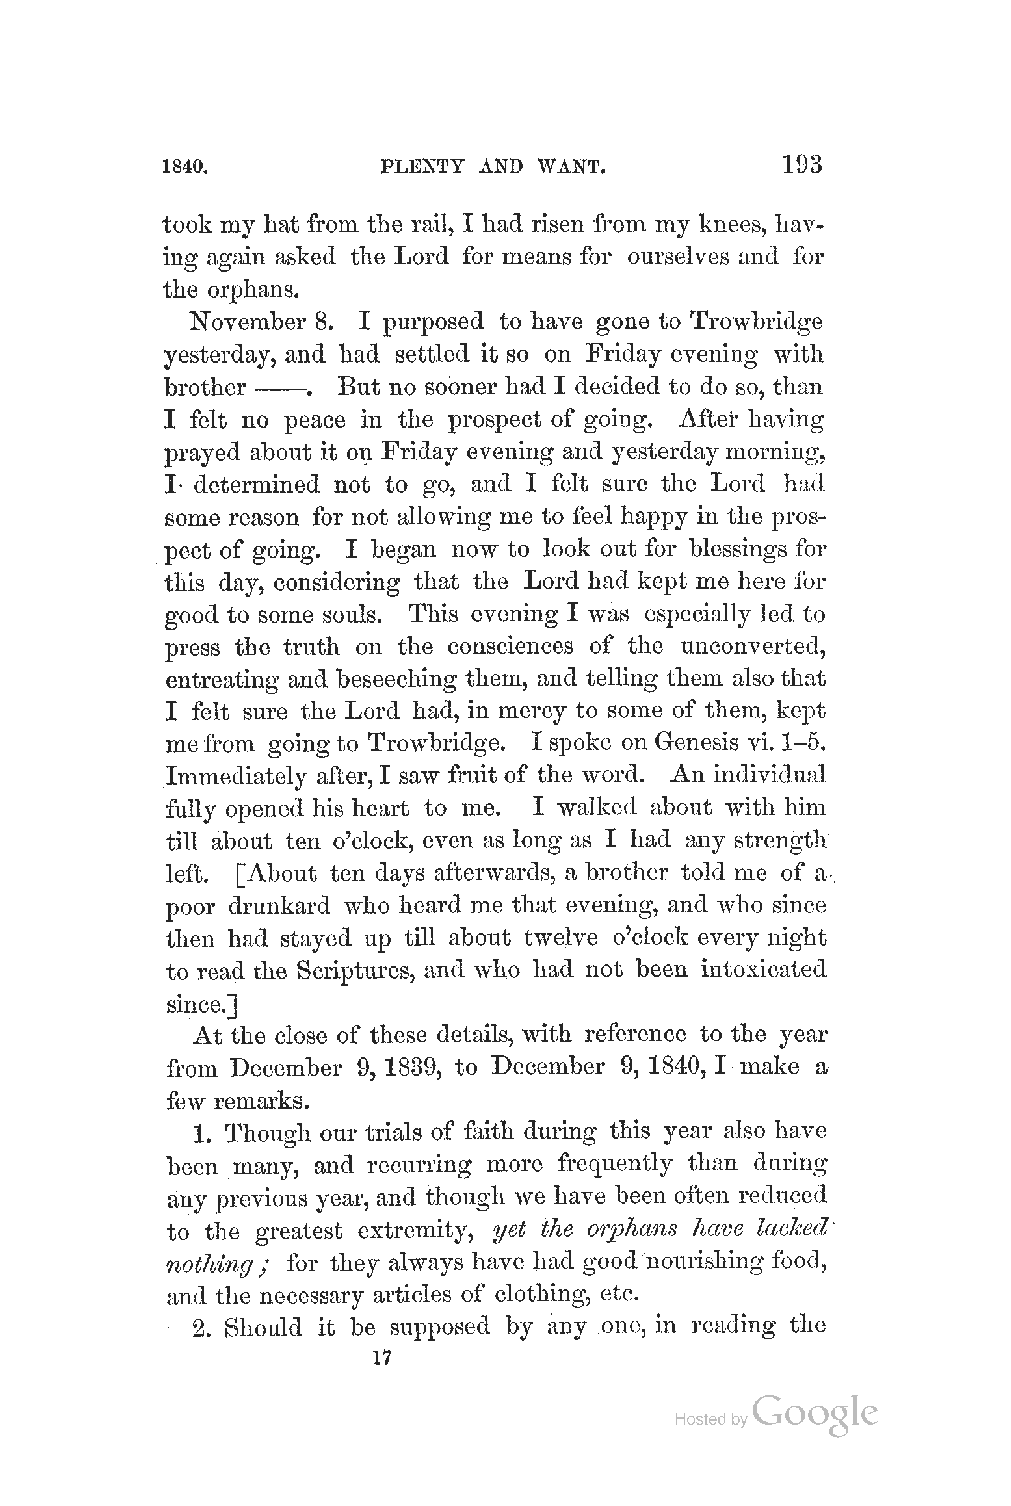 1840. PLENTY AND WANT. 193
took my hat from the rail, I had risen from my knees, hav-
ing again asked the Lord for means for ourselves and for
the orphans.
November 8. I purposed to have gone to Trowbridge
yesterday, and had settled it so on Friday evening with
brother ——. But no sooner had I decided to do so, than
I felt no peace in the prospect of going. After having
prayed about it on Friday evening and yesterday morning,
I determined not to go, and I felt sure the Lord had
some reason for not allowing me to feel happy in the pros-
pect of going. I began now to look out for blessings for
this day, considering that the Lord had kept me here for
good to some souls. This evening I was especially led to
press the truth on the consciences of the unconverted,
entreating and beseeching them, and telling them also that
I felt sure the Lord had, in mercy to some of them, kept
me from going to Trowbridge. I spoke on Genesis vi. 1–5.
Immediately after, I saw fruit of the word. An individual
fully opened his heart to me. I walked about with him
till about ten o'clock, even as long as I had any strength
left. [About ten days afterwards, a brother told me of a
poor drunkard who heard me that evening, and who since
then had stayed up till about twelve o'clock every night
to read the Scriptures, and who had not been intoxicated
since.]
At the close of these details, with reference to the year
from December 9, 1839, to December 9, 1840, I make a
few remarks.
1. Though our trials of faith during this year also have
been many, and recurring more frequently than during
any previous year, and though we have been often reduced
to the greatest extremity, yet the orphans have lacked
nothing; for they always have had good nourishing food,
and the necessary articles of clothing, etc.
2. Should it be supposed by any one, in reading the
17
Hosted by Google